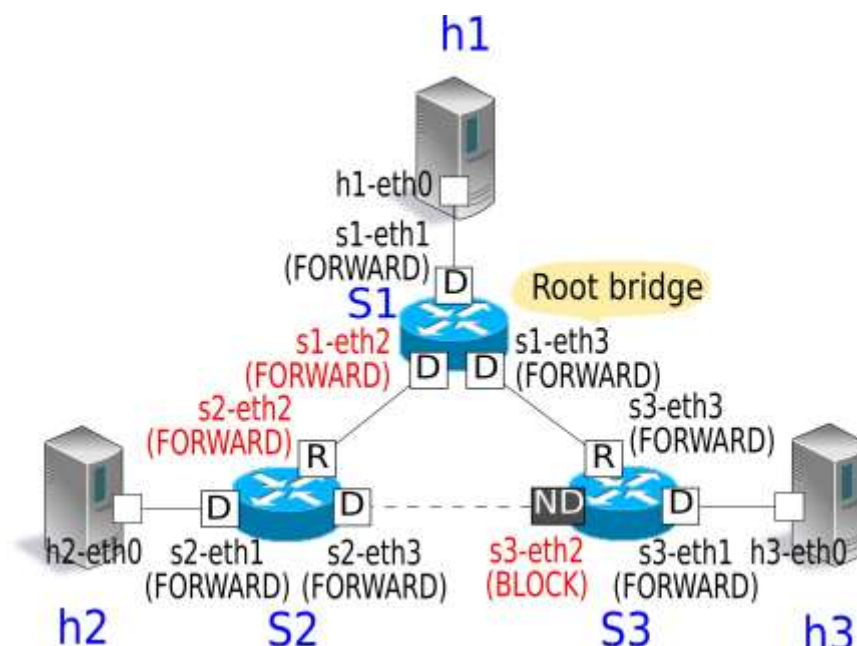 h1
h1-eth0
s1-eth1
(FORWARD)
D
S1
Root bridge
s1-eth2
(FORWARD)
D
D
s1-eth3
(FORWARD)
s2-eth2
(FORWARD)
s3-eth3
(FORWARD)
R
R
D
D
ND
D
h2-eth0
s2-eth1
(FORWARD)
s2-eth3
(FORWARD)
s3-eth2
(BLOCK)
s3-eth1
(FORWARD)
h3-eth0
h2
S2
S3
h3